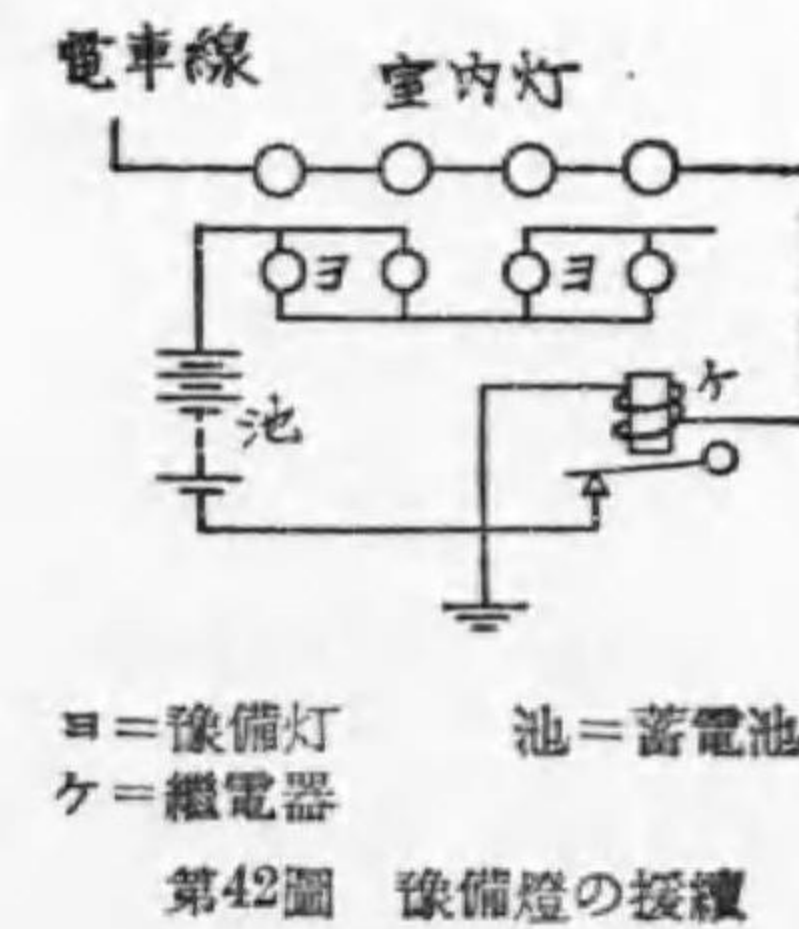 電車線 室内灯
ヨ ヨ
ケ
池
ヨ=豫備灯 池=蓄電池
ケ=繼電器
第42圖 豫備燈の接續